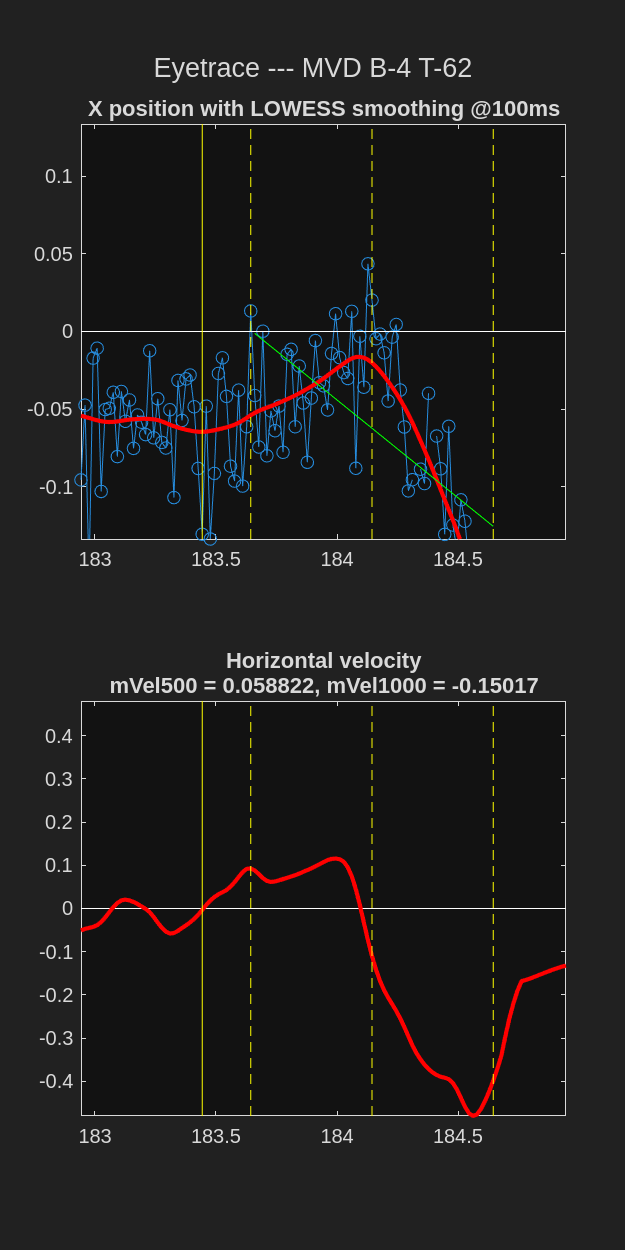 Eyetrace --- MVD B-4 T-62
X position with LOWESS smoothing @100ms
0.1
0.05
0
-0.05
-0.1
183 183.5 184 184.5
Horizontal velocity
mVel500 = 0.058822, mVel1000 = -0.15017
0.4
0.3
0.2
0.1
0
-0.1
-0.2
-0.3
-0.4
183 183.5 184 184.5